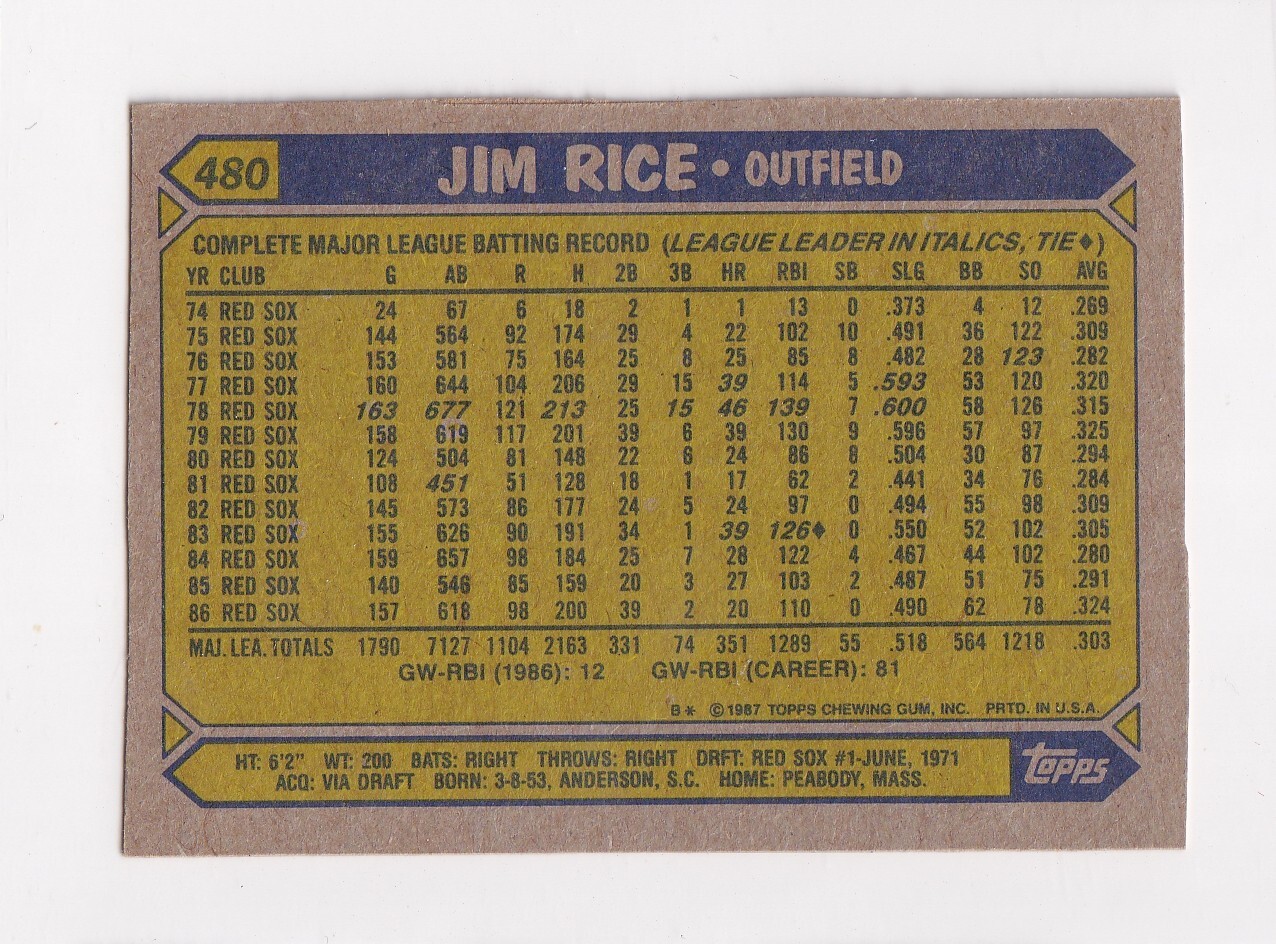 480 JIM RICE • OUTFIELD
COMPLETE MAJOR LEAGUE BATTING RECORD (LEAGUE LEADER IN ITALICS, TIE♦)
YR CLUB G AB R H 2B 3B HR RBI SB SLG BB SO AVG
74 RED SOX 24 67 6 18 2 1 1 13 0 .373 4 12 .269
75 RED SOX 144 564 92 174 29 4 22 102 10 .491 36 122 .309
76 RED SOX 153 581 75 164 25 8 25 85 8 .482 28 123 .282
77 RED SOX 160 644 104 206 29 15 39 114 5 .593 53 120 .320
78 RED SOX 163 677 121 213 25 15 46 139 7 .600 58 126 .315
79 RED SOX 158 619 117 201 39 6 39 130 9 .596 57 97 .325
80 RED SOX 124 504 81 148 22 6 24 86 8 .504 30 87 .294
81 RED SOX 108 451 51 128 18 1 17 62 2 .441 34 76 .284
82 RED SOX 145 573 86 177 24 5 24 97 0 .494 55 98 .309
83 RED SOX 155 626 90 191 34 1 39 126♦ 0 .550 52 102 .305
84 RED SOX 159 657 98 184 25 7 28 122 4 .467 44 102 .280
85 RED SOX 140 546 85 159 20 3 27 103 2 .487 51 75 .291
86 RED SOX 157 618 98 200 39 2 20 110 0 .490 62 78 .324
MAJ. LEA. TOTALS 1790 7127 1104 2163 331 74 351 1289 55 .518 564 1218 .303
GW-RBI (1986): 12 GW-RBI (CAREER): 81
B* © 1987 TOPPS CHEWING GUM, INC. PRTD. IN U.S.A.
HT: 6'2" WT: 200 BATS: RIGHT THROWS: RIGHT DRFT: RED SOX #1-JUNE, 1971
ACQ: VIA DRAFT BORN: 3-8-53, ANDERSON, S.C. HOME: PEABODY, MASS.
topps